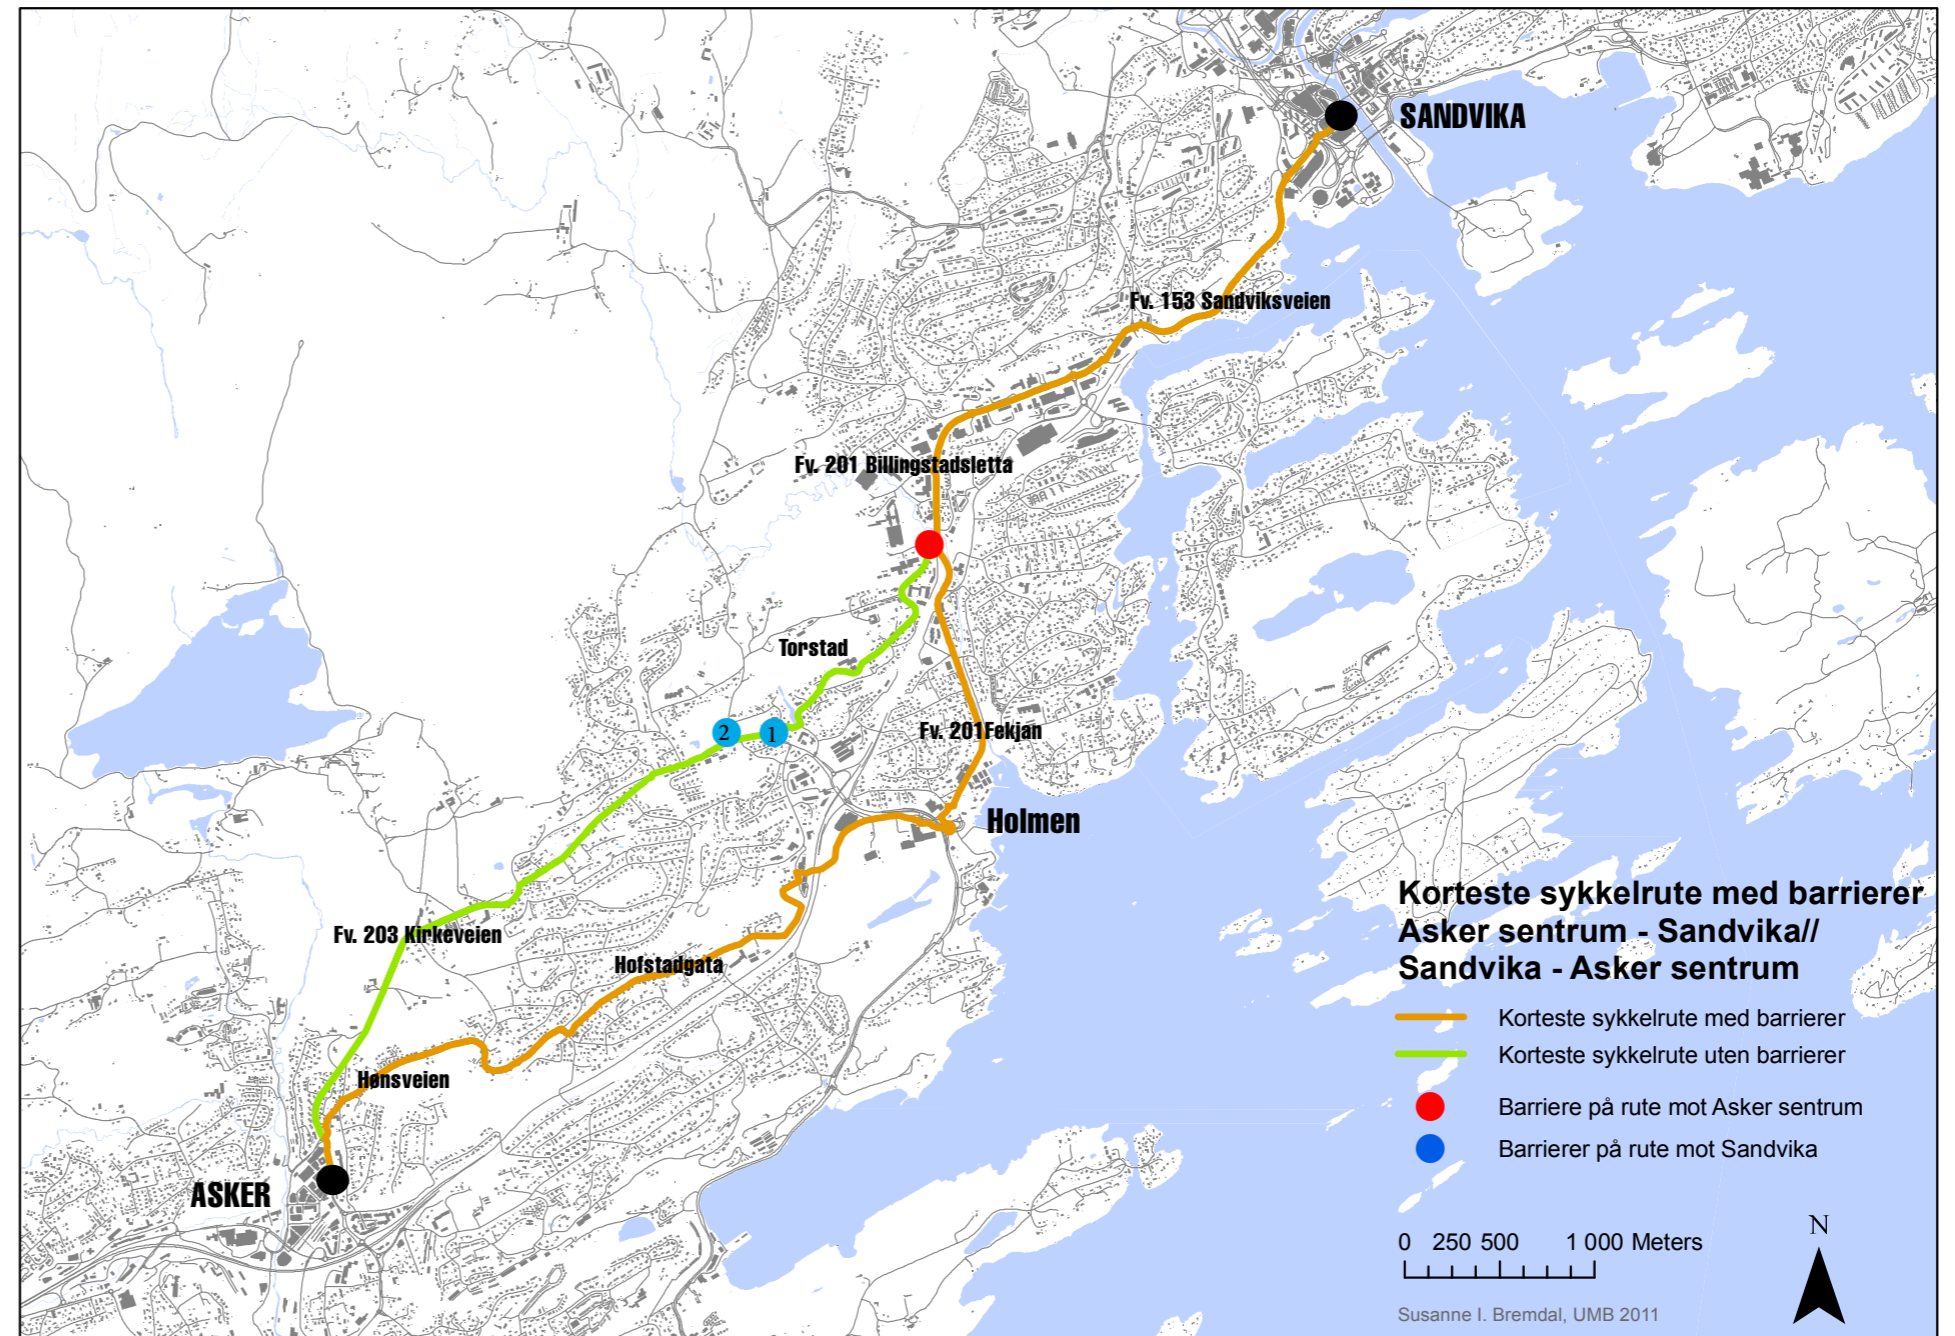 SANDVIKA
Fv. 153 Sandviksveien
Fv. 201 Billingstadsletta
Torstad
2
1
Fv. 201Fekjan
Holmen
Fv. 203 Kirkeveien
Hofstadgata
Hønsveien
ASKER
Korteste sykkelrute med barrierer
Asker sentrum - Sandvika//
Sandvika - Asker sentrum
Korteste sykkelrute med barrierer
Korteste sykkelrute uten barrierer
Barriere på rute mot Asker sentrum
Barrierer på rute mot Sandvika
N
0 250 500 1 000 Meters
Susanne I. Bremdal, UMB 2011